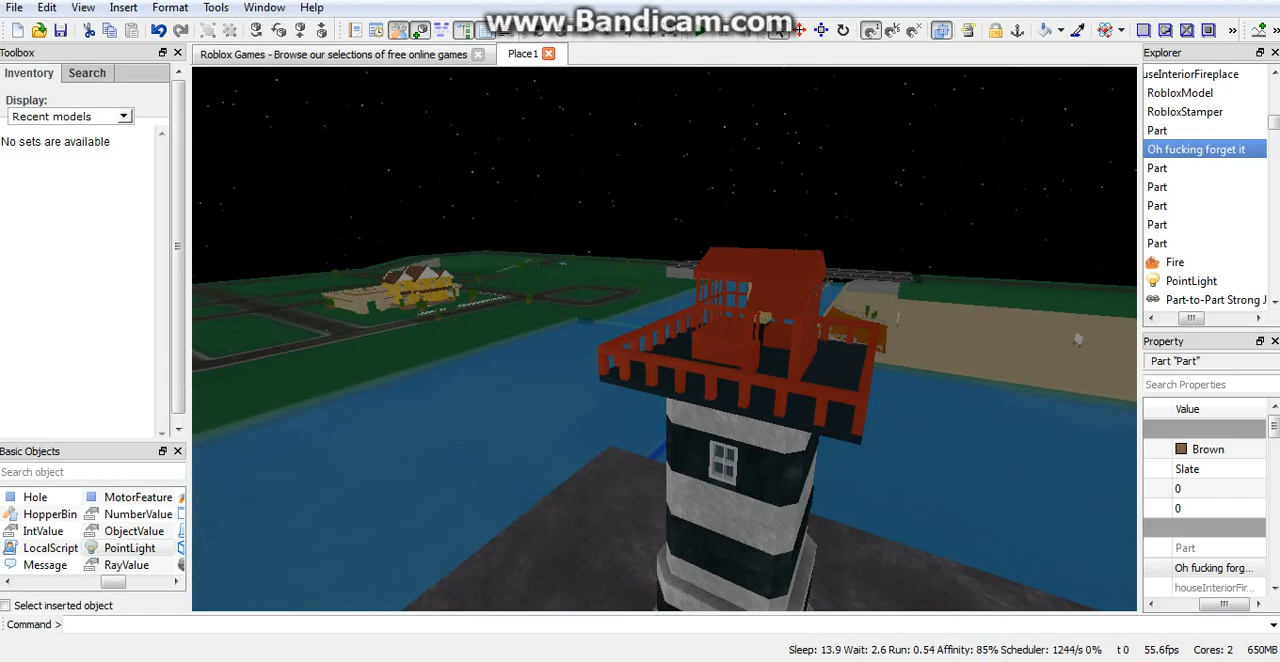 File Edit View Insert Format Tools Window Help
www.Bandicam.com
Toolbox
Roblox Games - Browse our selections of free online games
Place1
Explorer
Inventory Search
Display:
Recent models
No sets are available
useInteriorFireplace
RobloxModel
RobloxStamper
Part
Oh fucking forget it
Part
Part
Part
Part
Part
Fire
PointLight
Part-to-Part Strong J
Property
Part "Part"
Search Properties
Value
Brown
Slate
0
0
Part
Oh fucking forg...
houseInteriorFir...
Basic Objects
Search object
Hole MotorFeature
HopperBin NumberValue
IntValue ObjectValue
LocalScript PointLight
Message RayValue
Select inserted object
Command >
Sleep: 13.9 Wait: 2.6 Run: 0.54 Affinity: 85% Scheduler: 1244/s 0% t 0 55.6fps Cores: 2 650MB